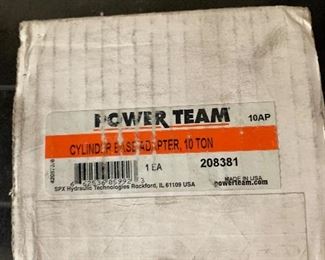 POWER TEAM® 10AP
CYLINDER BASE ADAPTER, 10 TON
1 EA 208381
SPX Hydraulic Technologies Rockford, IL 61109 USA
MADE IN USA
powerteam.com